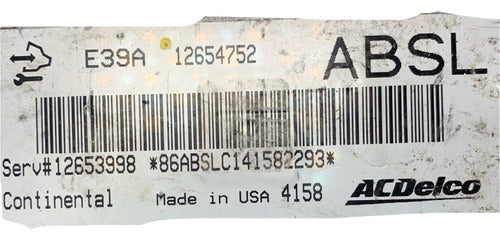 E39A 12654752 ABSL
Serv#12653998 *86ABSLC141582293*
Continental Made in USA 4158 ACDelco